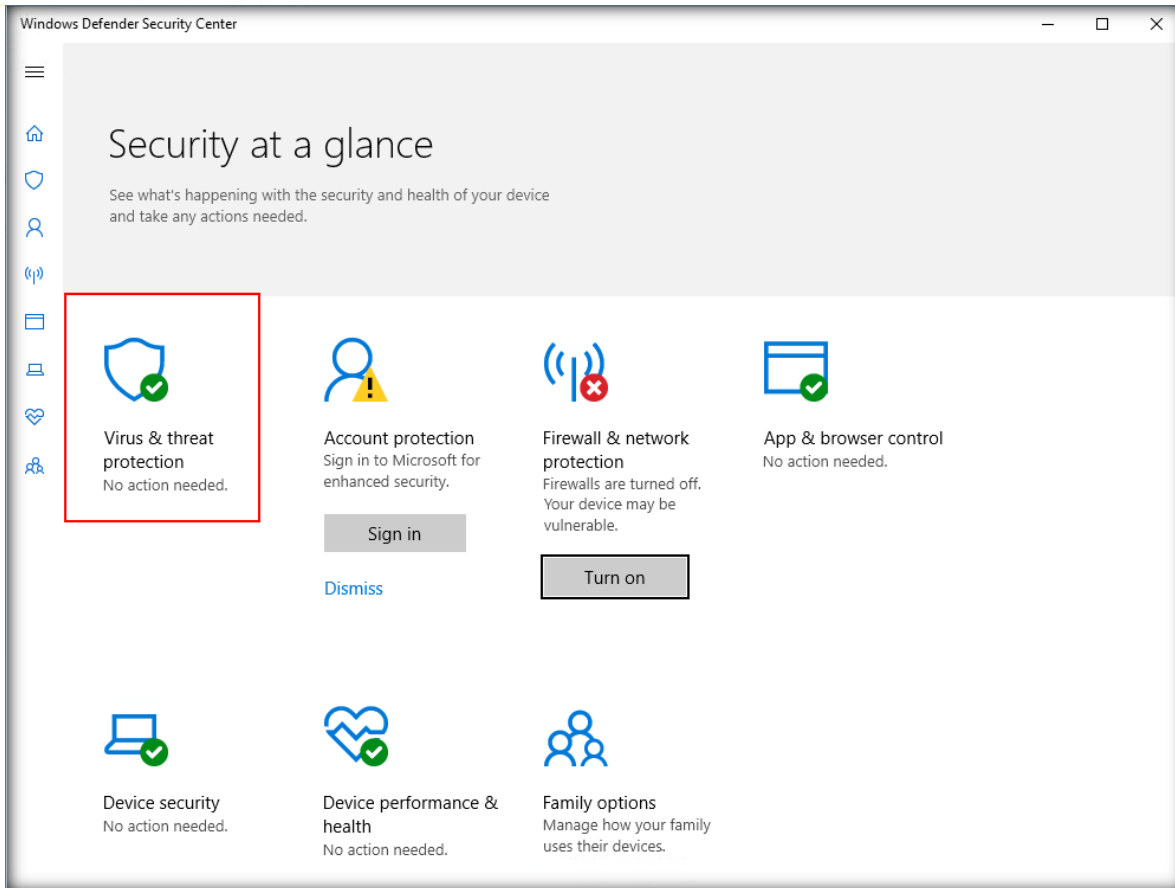 Windows Defender Security Center
Security at a glance
See what's happening with the security and health of your device
and take any actions needed.
Virus & threat
protection
No action needed.
Account protection
Sign in to Microsoft for
enhanced security.
Sign in
Dismiss
Firewall & network
protection
Firewalls are turned off.
Your device may be
vulnerable.
Turn on
App & browser control
No action needed.
Device security
No action needed.
Device performance &
health
No action needed.
Family options
Manage how your family
uses their devices.